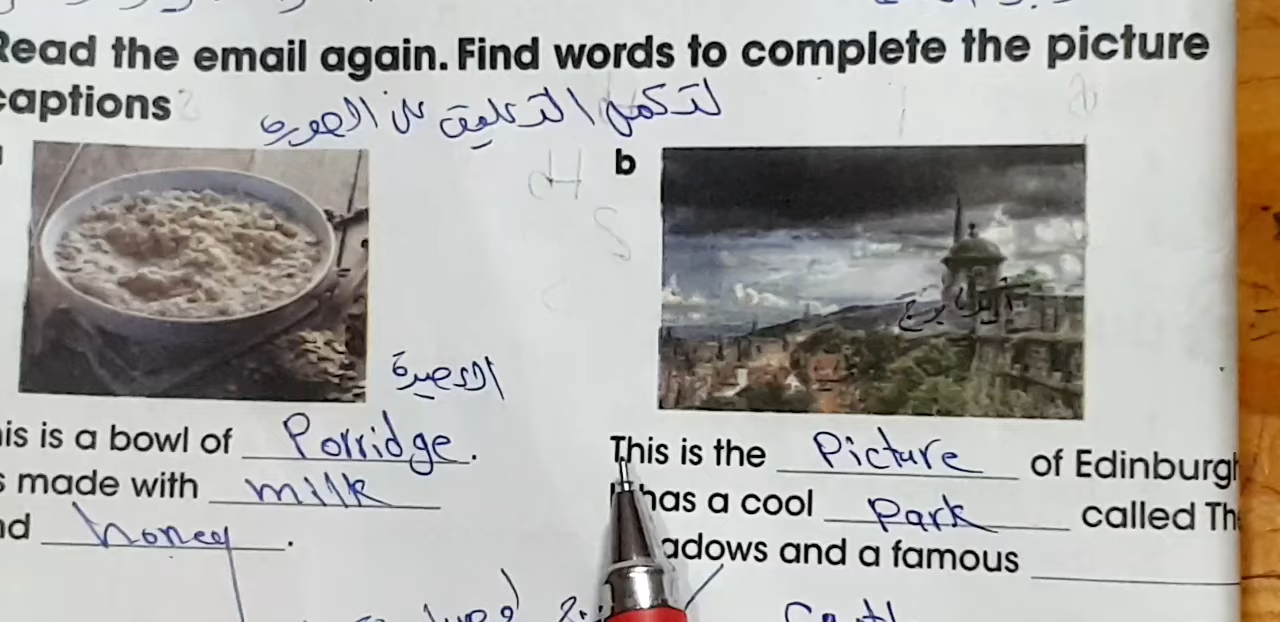 Read the email again. Find words to complete the picture
captions
لتكمل التعليق على الصورة
b
العصيدة
is is a bowl of Porridge.
s made with milk
nd honey.
This is the Picture of Edinburgh
has a cool Park called Th
adows and a famous